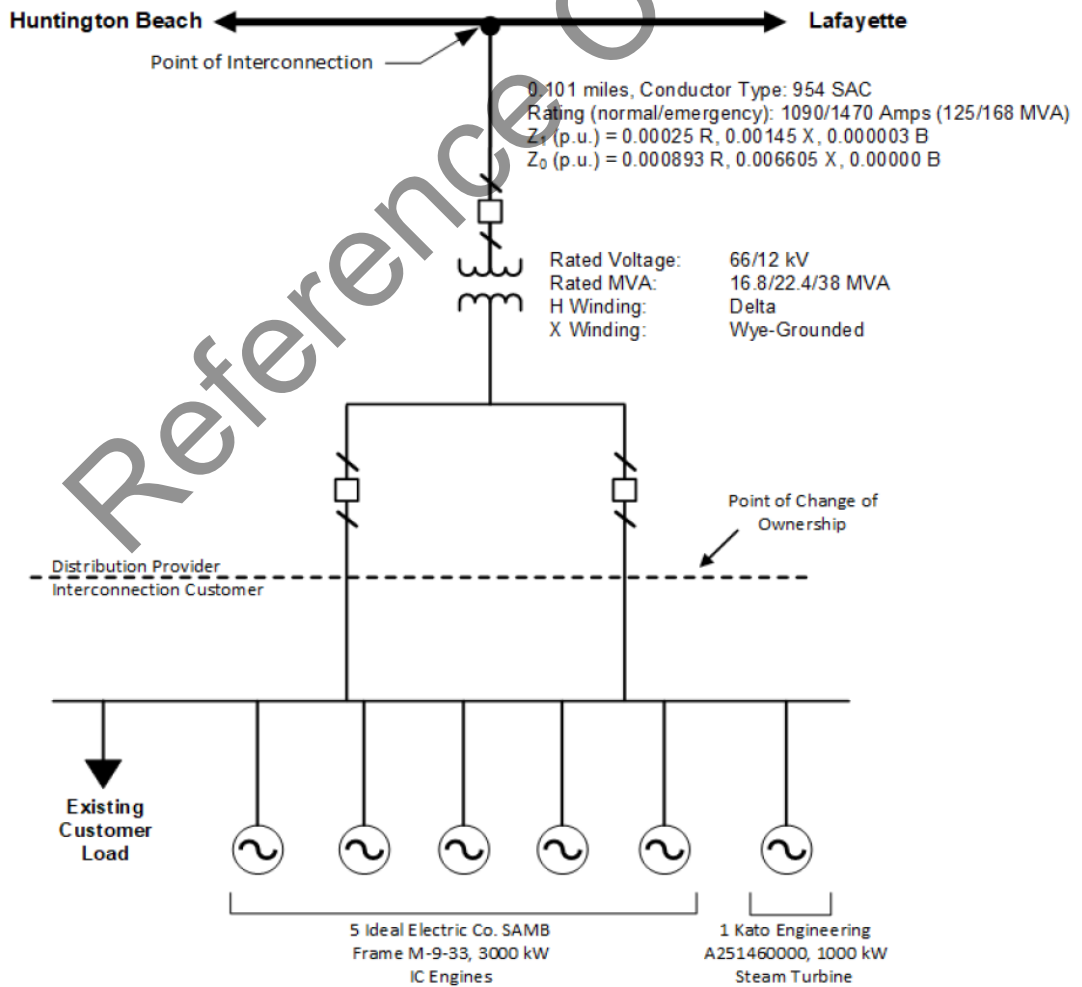 Huntington Beach
Lafayette
Point of Interconnection
0.101 miles, Conductor Type: 954 SAC
Rating (normal/emergency): 1090/1470 Amps (125/168 MVA)
Z₁ (p.u.) = 0.00025 R, 0.00145 X, 0.000003 B
Z₀ (p.u.) = 0.000893 R, 0.006605 X, 0.00000 B
Rated Voltage: 66/12 kV
Rated MVA: 16.8/22.4/38 MVA
H Winding: Delta
X Winding: Wye-Grounded
Reference O
Point of Change of
Ownership
Distribution Provider
Interconnection Customer
Existing
Customer
Load
5 Ideal Electric Co. SAMB
Frame M-9-33, 3000 kW
IC Engines
1 Kato Engineering
A251460000, 1000 kW
Steam Turbine